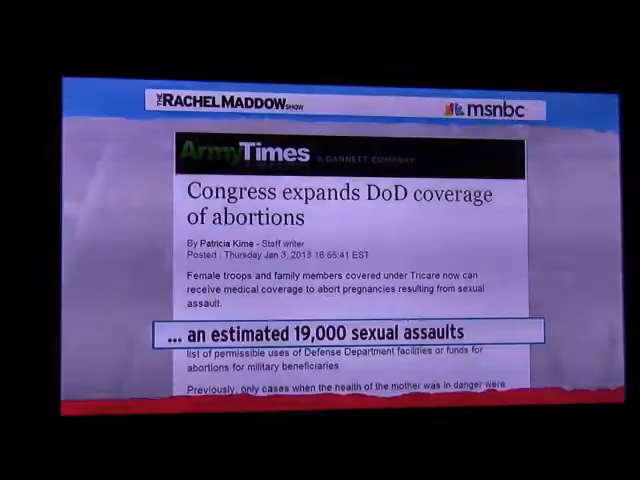 THE RACHEL MADDOW SHOW
msnbc
ArmyTimes A GANNETT COMPANY
Congress expands DoD coverage
of abortions
By Patricia Kime - Staff writer
Posted : Thursday Jan 3, 2013 16:55:41 EST
Female troops and family members covered under Tricare now can
receive medical coverage to abort pregnancies resulting from sexual
assault.
... an estimated 19,000 sexual assaults
list of permissible uses of Defense Department facilities or funds for
abortions for military beneficiaries
Previously, only cases when the health of the mother was in danger were